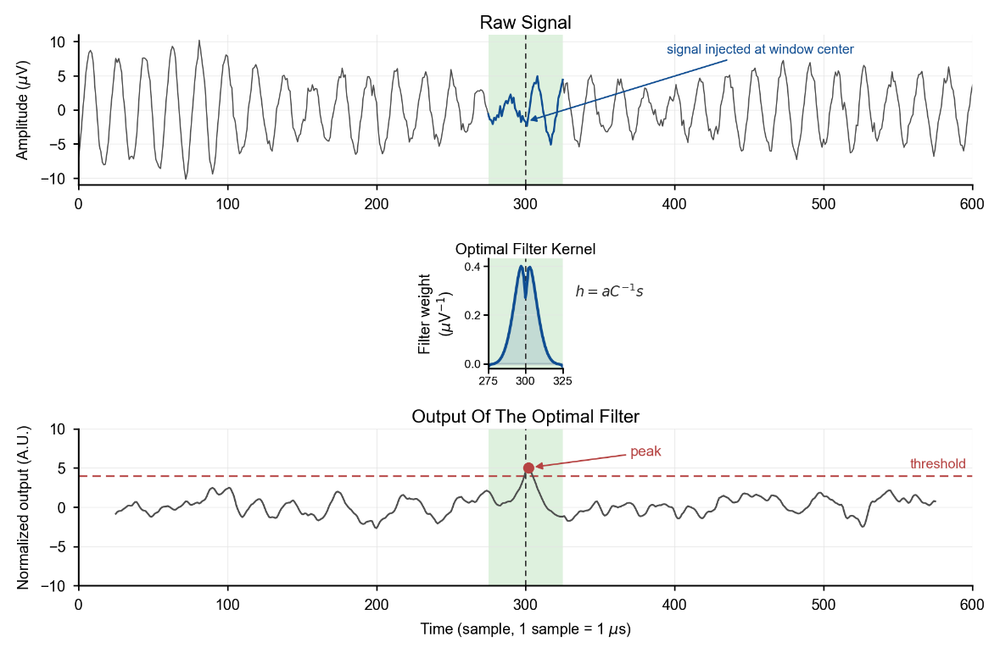 Raw Signal
Amplitude (μV)
10
5
0
−5
−10
signal injected at window center
0 100 200 300 400 500 600
Optimal Filter Kernel
Filter weight
(μV⁻¹)
0.4
0.2
0.0
h = aC⁻¹s
275 300 325
Output Of The Optimal Filter
Normalized output (A.U.)
10
5
0
−5
−10
peak
threshold
0 100 200 300 400 500 600
Time (sample, 1 sample = 1 μs)